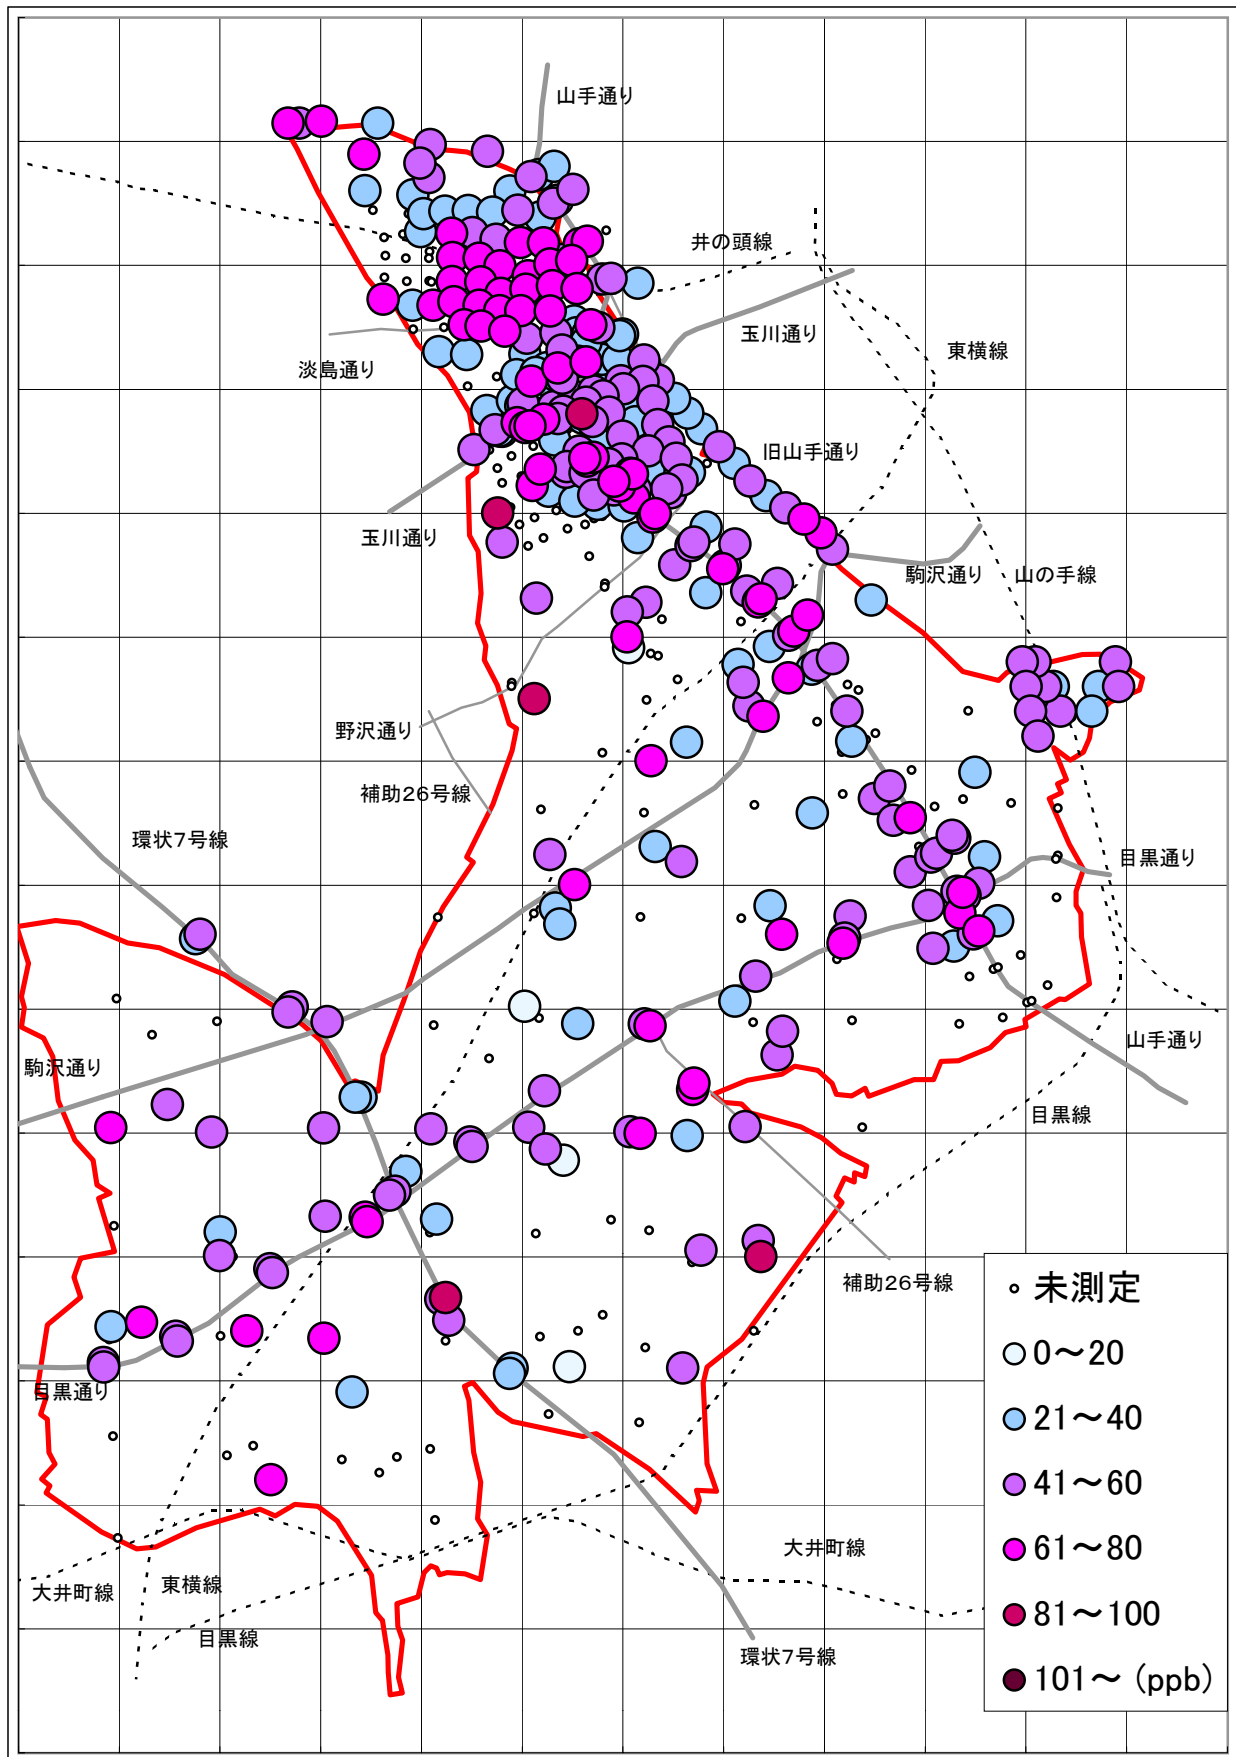 山手通り
井の頭線
玉川通り
東横線
淡島通り
旧山手通り
玉川通り
駒沢通り
山の手線
野沢通り
補助26号線
環状7号線
目黒通り
駒沢通り
山手通り
目黒線
補助26号線
目黒通り
大井町線
東横線
大井町線
目黒線
環状7号線
未測定
0～20
21～40
41～60
61～80
81～100
101～（ppb）